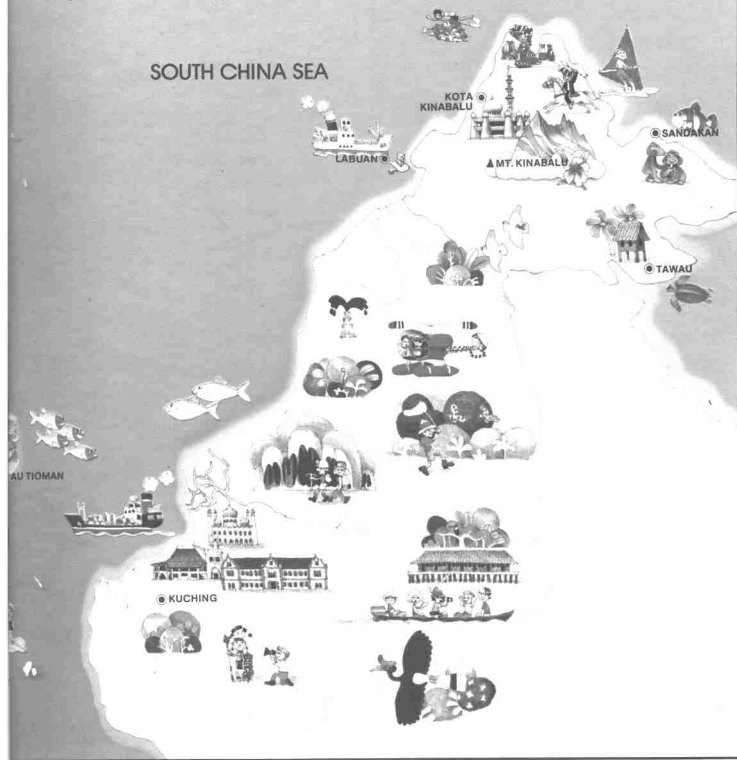 SOUTH CHINA SEA
KOTA
KINABALU
SANDAKAN
LABUAN
MT. KINABALU
TAWAU
AU TIOMAN
KUCHING